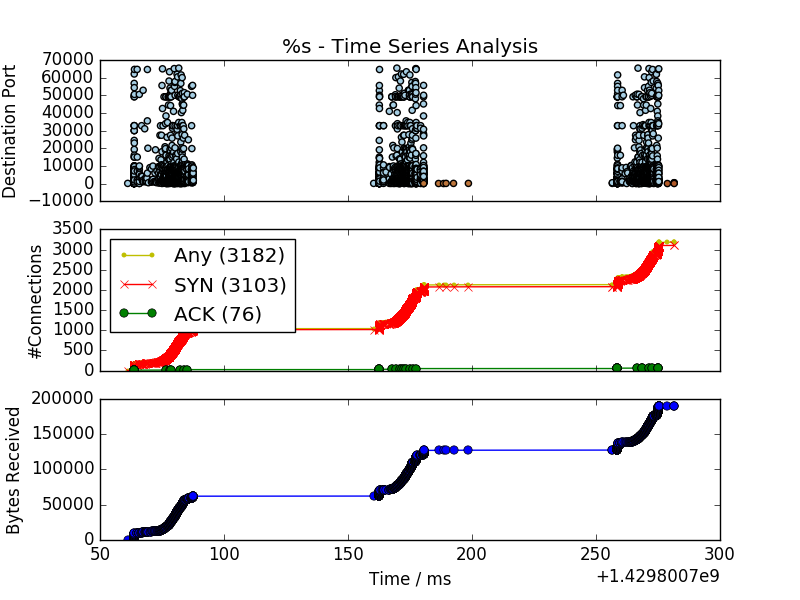 %s - Time Series Analysis
Destination Port
70000
60000
50000
40000
30000
20000
10000
0
−10000
#Connections
3500
3000
2500
2000
1500
1000
500
0
Any (3182)
SYN (3103)
ACK (76)
Bytes Received
200000
150000
100000
50000
0
50 100 150 200 250 300
Time / ms
+1.4298007e9